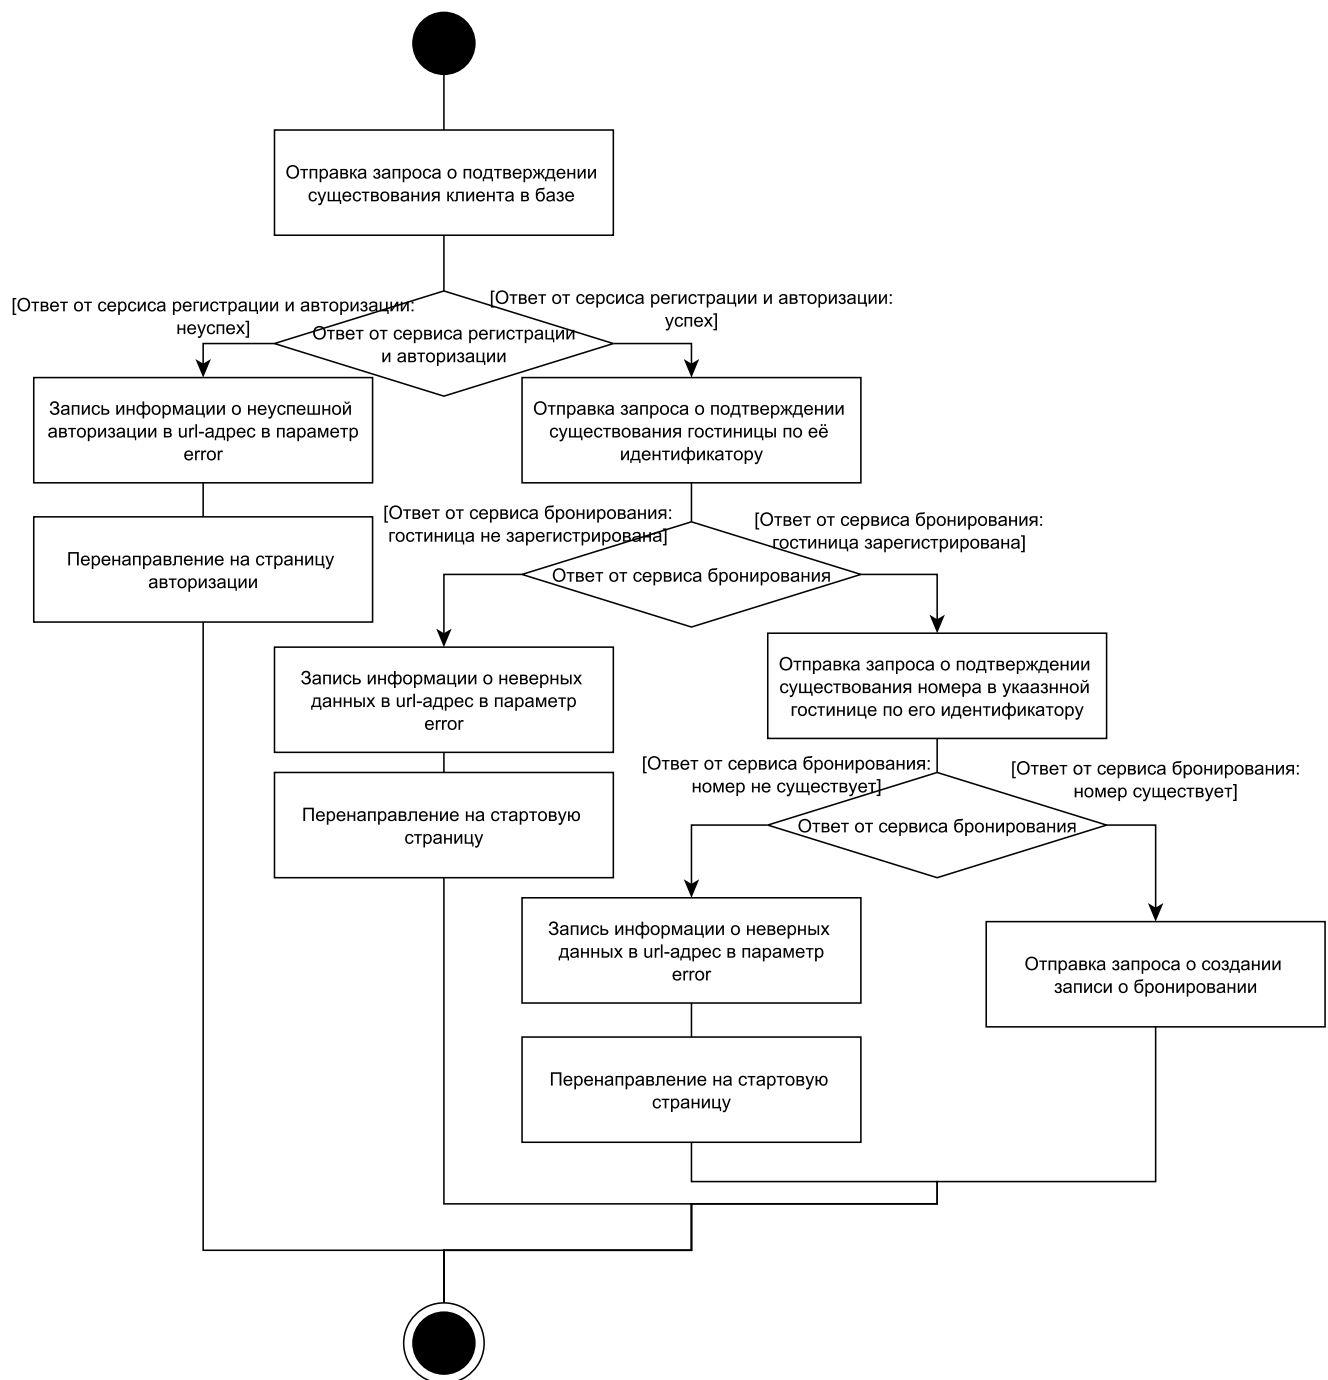 Отправка запроса о подтверждении
существования клиента в базе
[Ответ от серсиса регистрации и авторизации:
неуспех]
[Ответ от серсиса регистрации и авторизации:
успех]
Ответ от сервиса регистрации
и авторизации
Запись информации о неуспешной
авторизации в url-адрес в параметр
error
Отправка запроса о подтверждении
существования гостиницы по её
идентификатору
Перенаправление на страницу
авторизации
[Ответ от сервиса бронирования:
гостиница не зарегистрирована]
[Ответ от сервиса бронирования:
гостиница зарегистрирована]
Ответ от сервиса бронирования
Запись информации о неверных
данных в url-адрес в параметр
error
Отправка запроса о подтверждении
существования номера в укаазнной
гостинице по его идентификатору
Перенаправление на стартовую
страницу
[Ответ от сервиса бронирования:
номер не существует]
[Ответ от сервиса бронирования:
номер существует]
Ответ от сервиса бронирования
Запись информации о неверных
данных в url-адрес в параметр
error
Отправка запроса о создании
записи о бронировании
Перенаправление на стартовую
страницу